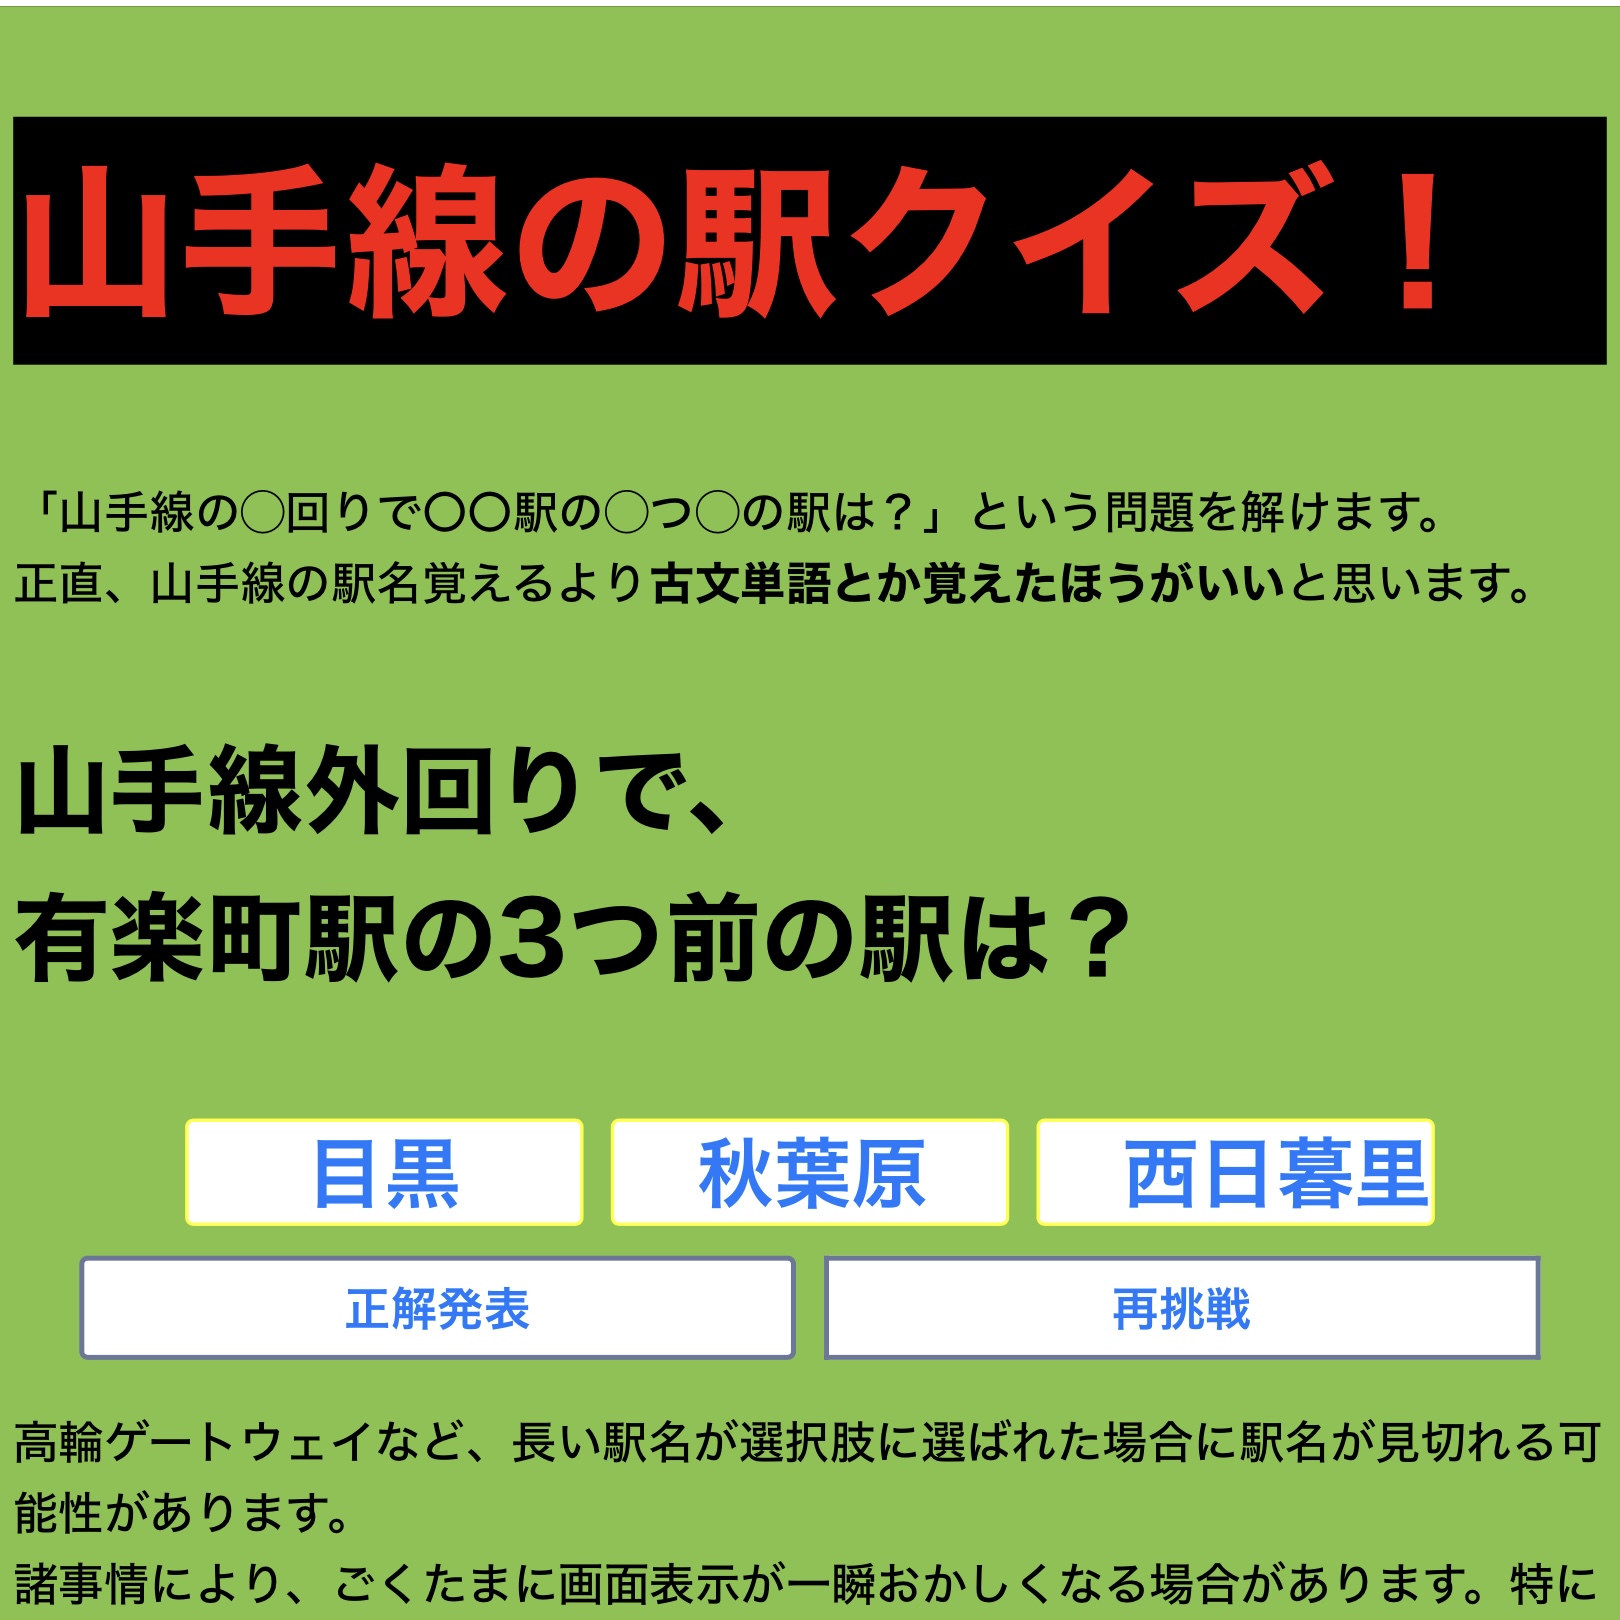 山手線の駅クイズ！
「山手線の◯回りで〇〇駅の◯つ◯の駅は？」という問題を解けます。
正直、山手線の駅名覚えるより古文単語とか覚えたほうがいいと思います。
山手線外回りで、
有楽町駅の3つ前の駅は？
目黒 秋葉原 西日暮里
正解発表 再挑戦
高輪ゲートウェイなど、長い駅名が選択肢に選ばれた場合に駅名が見切れる可
能性があります。
諸事情により、ごくたまに画面表示が一瞬おかしくなる場合があります。特に